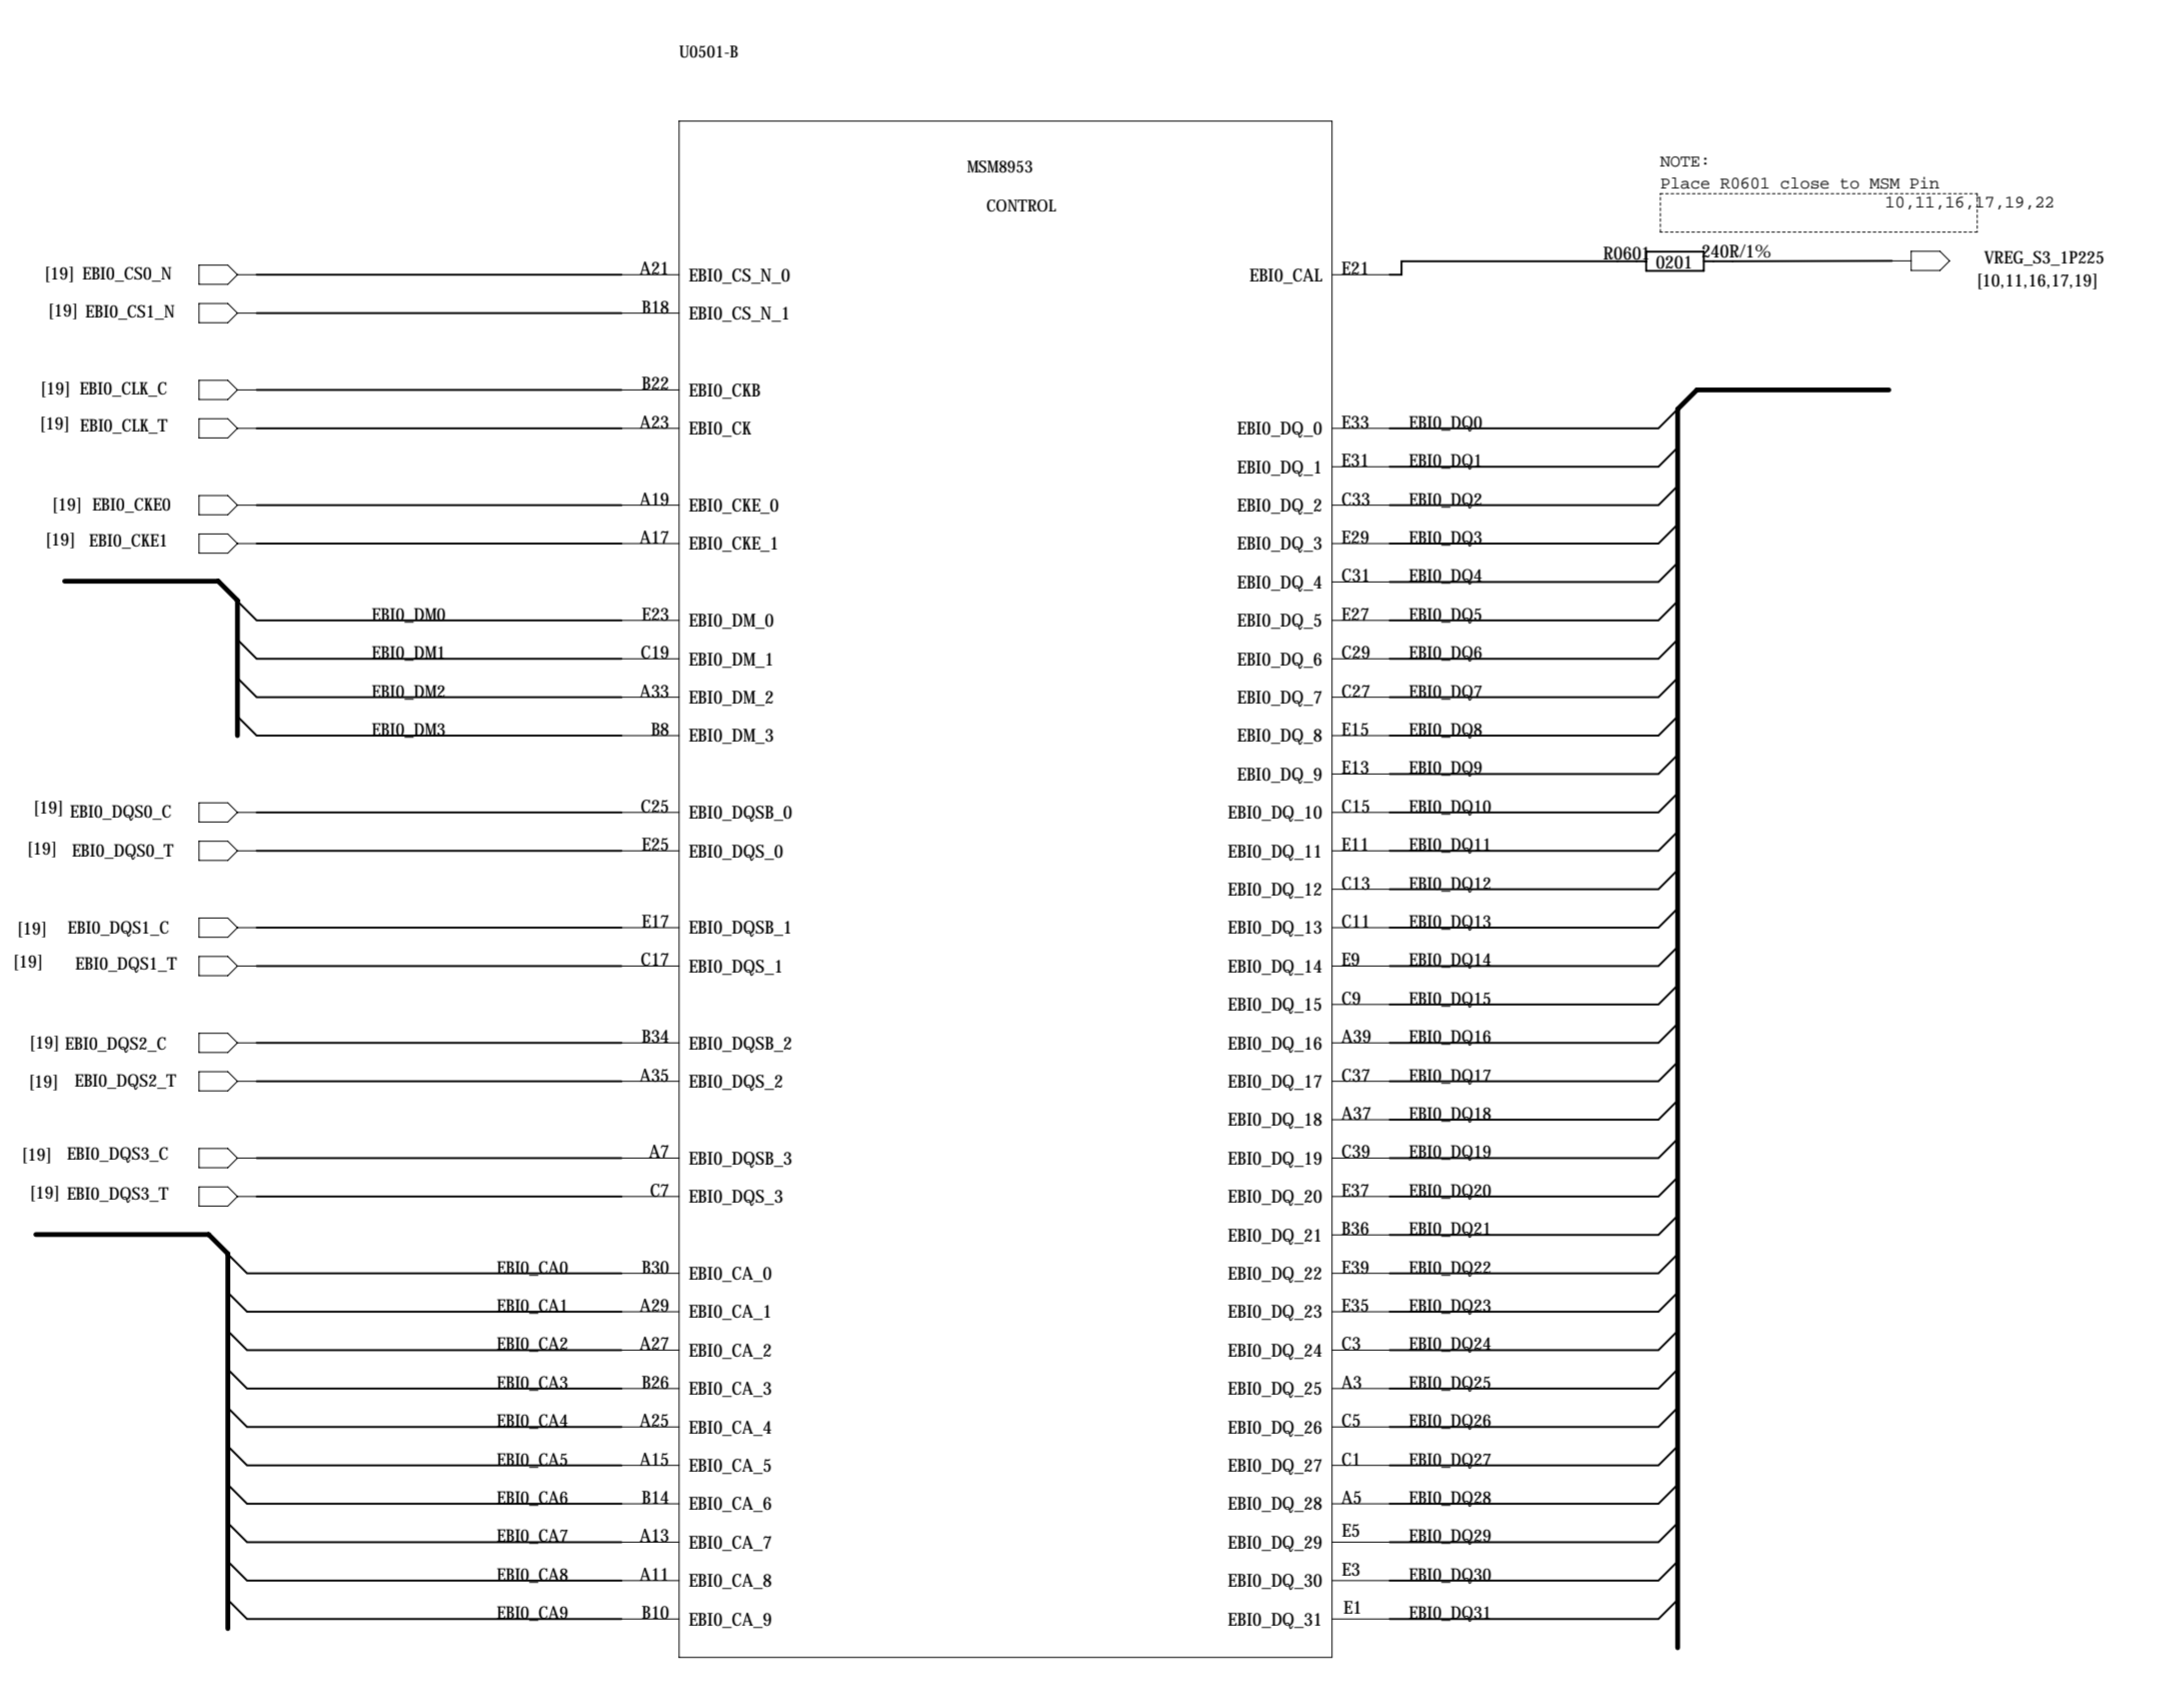 U0501-B
MSM8953
CONTROL
NOTE:
Place R0601 close to MSM Pin
10,11,16,17,19,22
R0601 0201 240R/1% VREG_S3_1P225
[10,11,16,17,19]
[19] EBI0_CS0_N A21 EBI0_CS_N_0
[19] EBI0_CS1_N B18 EBI0_CS_N_1
[19] EBI0_CLK_C B22 EBI0_CKB
[19] EBI0_CLK_T A23 EBI0_CK
[19] EBI0_CKE0 A19 EBI0_CKE_0
[19] EBI0_CKE1 A17 EBI0_CKE_1
EBI0_DM0 E23 EBI0_DM_0
EBI0_DM1 C19 EBI0_DM_1
EBI0_DM2 A33 EBI0_DM_2
EBI0_DM3 B8 EBI0_DM_3
[19] EBI0_DQS0_C C25 EBI0_DQSB_0
[19] EBI0_DQS0_T E25 EBI0_DQS_0
[19] EBI0_DQS1_C E17 EBI0_DQSB_1
[19] EBI0_DQS1_T C17 EBI0_DQS_1
[19] EBI0_DQS2_C B34 EBI0_DQSB_2
[19] EBI0_DQS2_T A35 EBI0_DQS_2
[19] EBI0_DQS3_C A7 EBI0_DQSB_3
[19] EBI0_DQS3_T C7 EBI0_DQS_3
EBI0_CA0 B30 EBI0_CA_0
EBI0_CA1 A29 EBI0_CA_1
EBI0_CA2 A27 EBI0_CA_2
EBI0_CA3 B26 EBI0_CA_3
EBI0_CA4 A25 EBI0_CA_4
EBI0_CA5 A15 EBI0_CA_5
EBI0_CA6 B14 EBI0_CA_6
EBI0_CA7 A13 EBI0_CA_7
EBI0_CA8 A11 EBI0_CA_8
EBI0_CA9 B10 EBI0_CA_9
EBI0_CAL E21
EBI0_DQ_0 E33 EBI0_DQ0
EBI0_DQ_1 E31 EBI0_DQ1
EBI0_DQ_2 C33 EBI0_DQ2
EBI0_DQ_3 E29 EBI0_DQ3
EBI0_DQ_4 C31 EBI0_DQ4
EBI0_DQ_5 E27 EBI0_DQ5
EBI0_DQ_6 C29 EBI0_DQ6
EBI0_DQ_7 C27 EBI0_DQ7
EBI0_DQ_8 E15 EBI0_DQ8
EBI0_DQ_9 E13 EBI0_DQ9
EBI0_DQ_10 C15 EBI0_DQ10
EBI0_DQ_11 E11 EBI0_DQ11
EBI0_DQ_12 C13 EBI0_DQ12
EBI0_DQ_13 C11 EBI0_DQ13
EBI0_DQ_14 E9 EBI0_DQ14
EBI0_DQ_15 C9 EBI0_DQ15
EBI0_DQ_16 A39 EBI0_DQ16
EBI0_DQ_17 C37 EBI0_DQ17
EBI0_DQ_18 A37 EBI0_DQ18
EBI0_DQ_19 C39 EBI0_DQ19
EBI0_DQ_20 E37 EBI0_DQ20
EBI0_DQ_21 B36 EBI0_DQ21
EBI0_DQ_22 E39 EBI0_DQ22
EBI0_DQ_23 E35 EBI0_DQ23
EBI0_DQ_24 C3 EBI0_DQ24
EBI0_DQ_25 A3 EBI0_DQ25
EBI0_DQ_26 C5 EBI0_DQ26
EBI0_DQ_27 C1 EBI0_DQ27
EBI0_DQ_28 A5 EBI0_DQ28
EBI0_DQ_29 E5 EBI0_DQ29
EBI0_DQ_30 E3 EBI0_DQ30
EBI0_DQ_31 E1 EBI0_DQ31